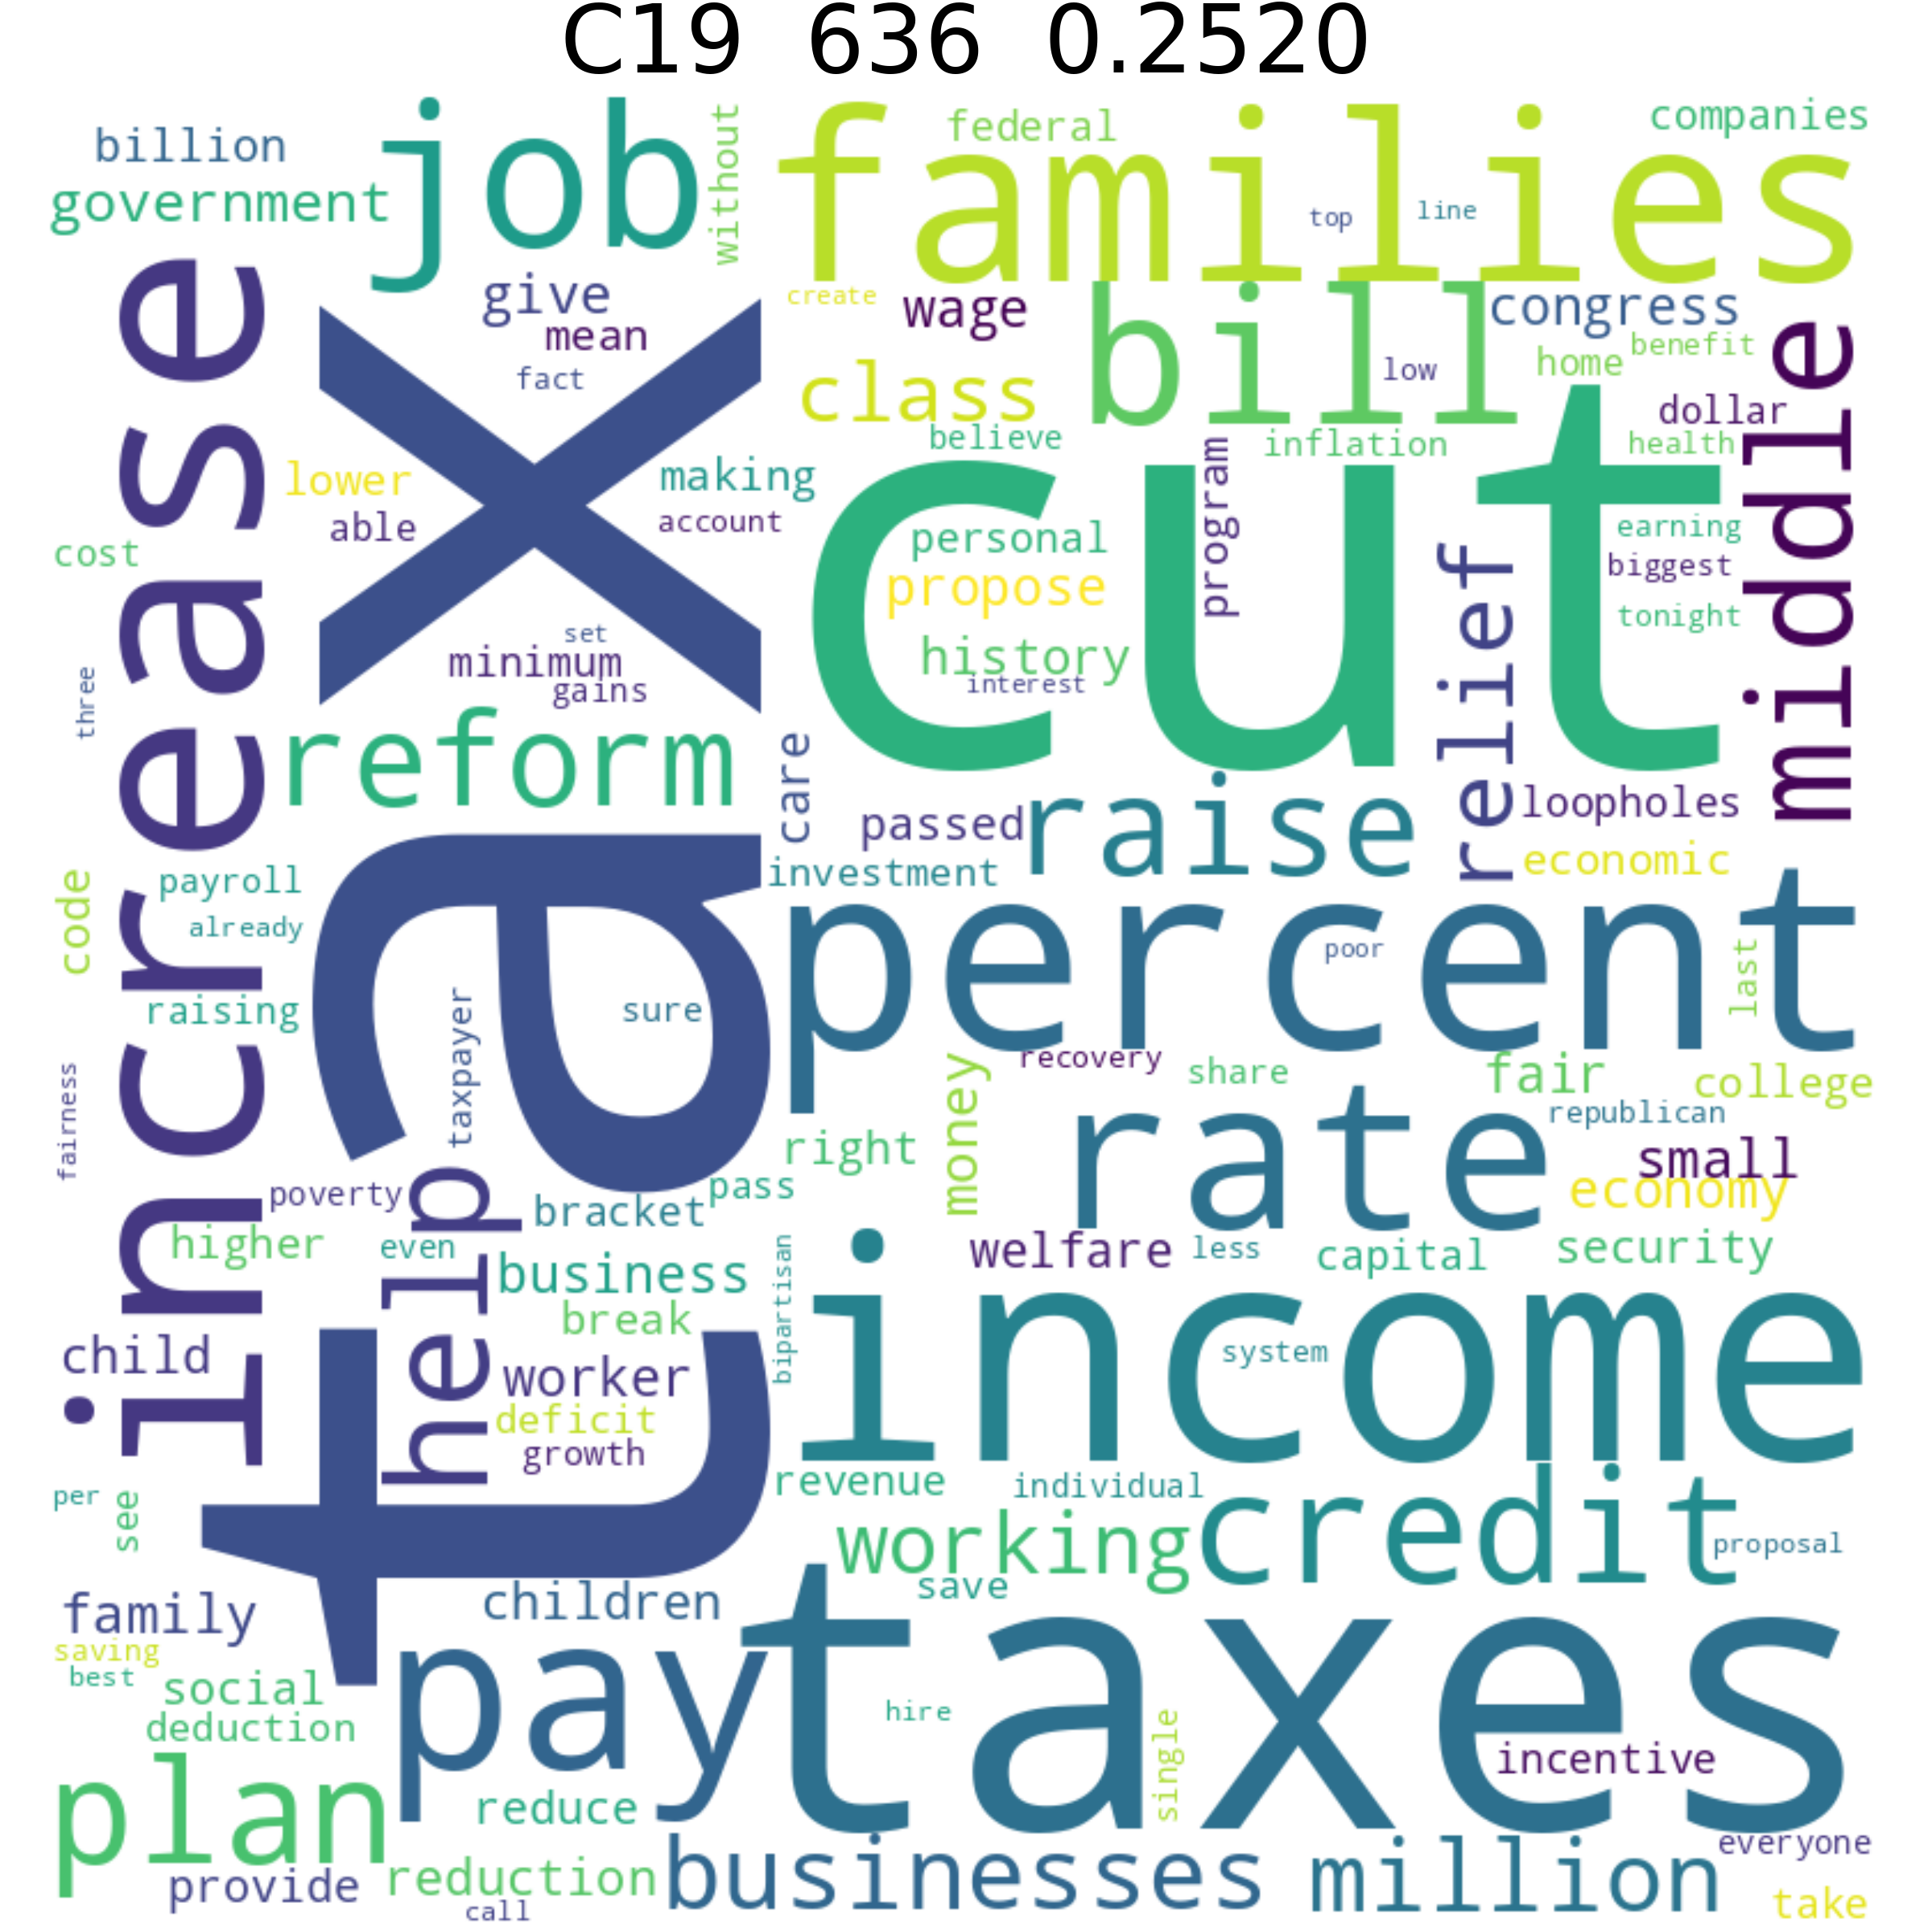 C19 636 0.2520
billion
job
without
federal
companies
government
families
top
line
give
create
wage
bill
congress
mean
fact
class
low
home
benefit
middle
increase
tax
dollar
believe
inflation
health
lower
making
cut
program
able
account
cost
personal
earning
propose
biggest
relief
set
history
tonight
minimum
interest
gains
three
reform
care
passed
raise
loopholes
code
payroll
investment
economic
already
percent
poor
last
raising
taxpayer
sure
fairness
recovery
share
fair
college
money
republican
right
rate
small
poverty
help
pass
economy
bracket
higher
even
welfare
less
capital
security
business
bipartisan
break
income
child
worker
system
deficit
growth
per
see
revenue
individual
working
credit
proposal
family
children
save
saving
best
social
pay
taxes
deduction
hire
single
incentive
plan
reduce
provide
reduction
businesses
million
everyone
call
take